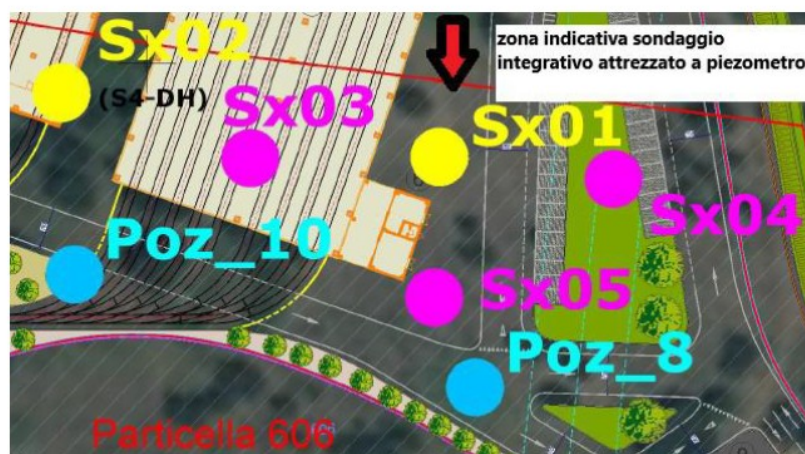 Sx02
(S4-DH)
zona indicativa sondaggio
integrativo attrezzato a piezometro
Sx03
Sx01
Sx04
Poz_10
Sx05
Poz_8
Particella 606